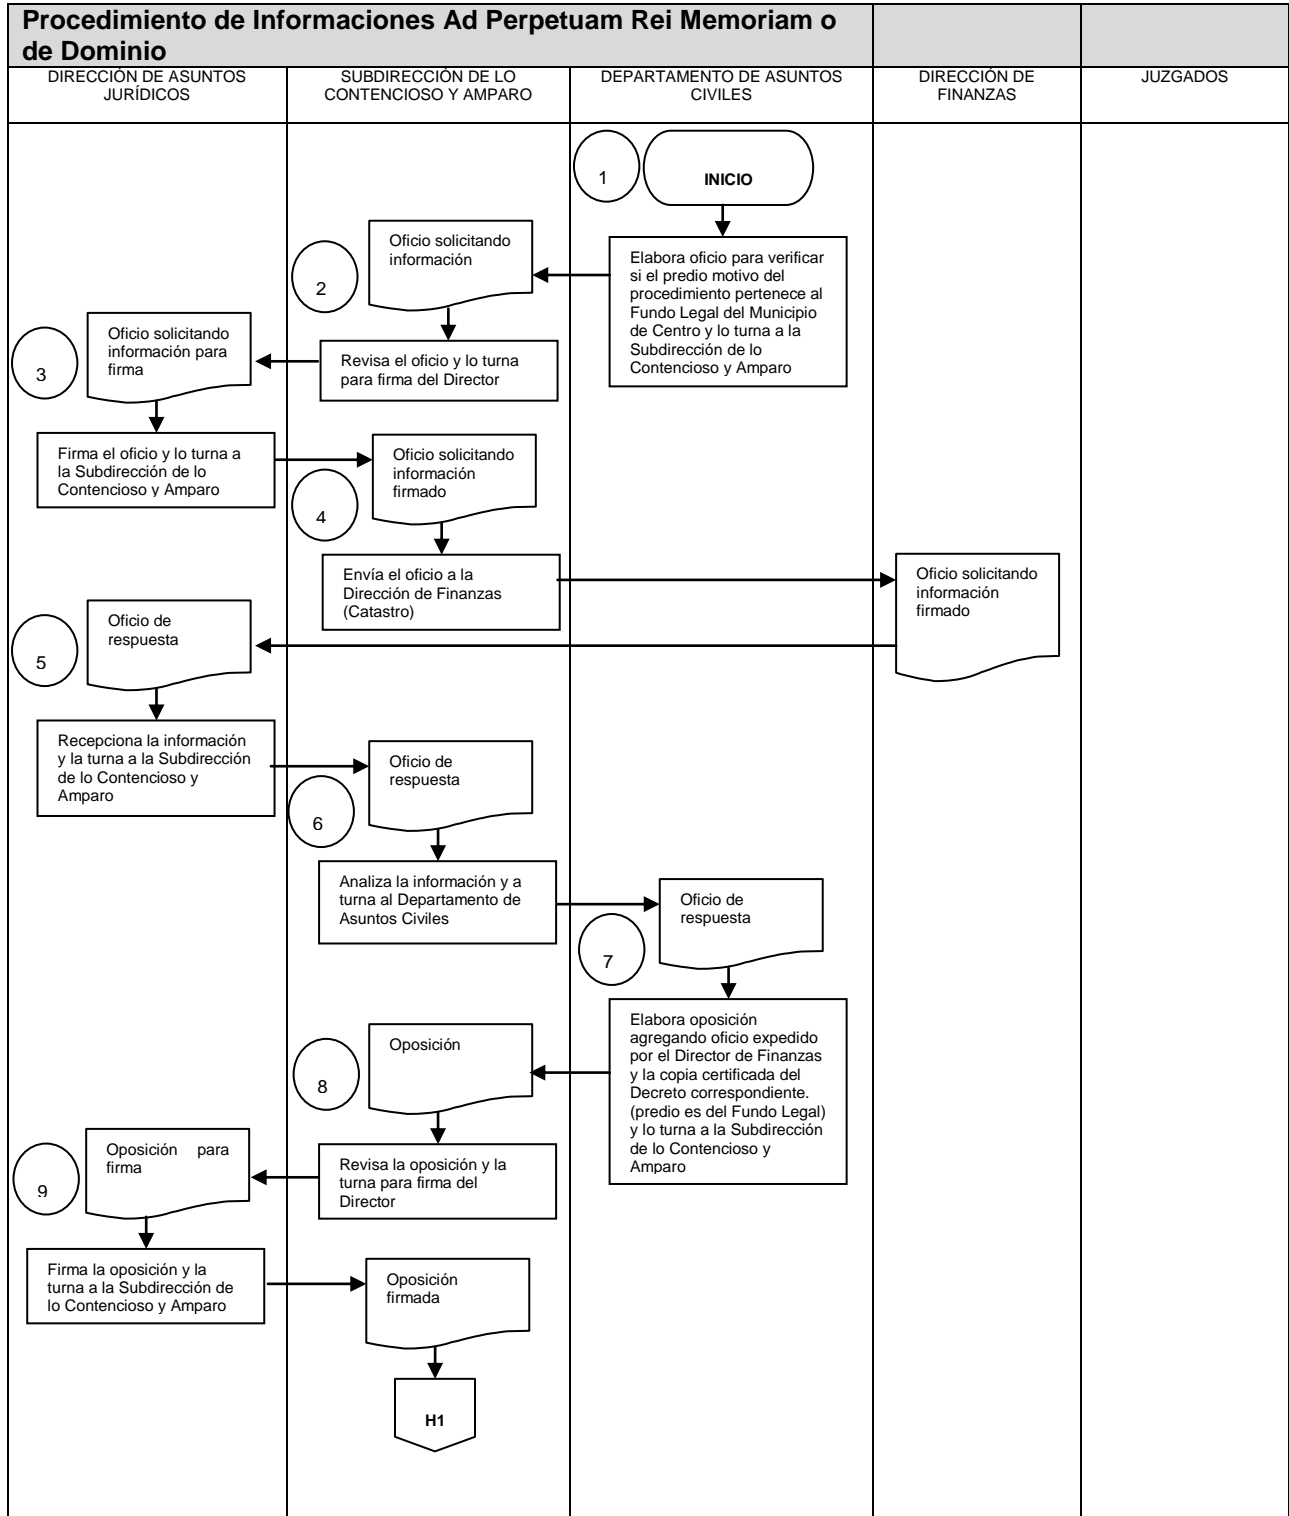 Procedimiento de Informaciones Ad Perpetuam Rei Memoriam o
de Dominio
DIRECCIÓN DE ASUNTOS
JURÍDICOS
SUBDIRECCIÓN DE LO
CONTENCIOSO Y AMPARO
DEPARTAMENTO DE ASUNTOS
CIVILES
DIRECCIÓN DE
FINANZAS
JUZGADOS
1
INICIO
Elabora oficio para verificar
si el predio motivo del
procedimiento pertenece al
Fundo Legal del Municipio
de Centro y lo turna a la
Subdirección de lo
Contencioso y Amparo
2
Oficio solicitando
información
Revisa el oficio y lo turna
para firma del Director
3
Oficio solicitando
información para
firma
Firma el oficio y lo turna a
la Subdirección de lo
Contencioso y Amparo
4
Oficio solicitando
información
firmado
Envía el oficio a la
Dirección de Finanzas
(Catastro)
Oficio solicitando
información
firmado
5
Oficio de
respuesta
Recepciona la información
y la turna a la Subdirección
de lo Contencioso y
Amparo
6
Oficio de
respuesta
Analiza la información y a
turna al Departamento de
Asuntos Civiles
7
Oficio de
respuesta
Elabora oposición
agregando oficio expedido
por el Director de Finanzas
y la copia certificada del
Decreto correspondiente.
(predio es del Fundo Legal)
y lo turna a la Subdirección
de lo Contencioso y
Amparo
8
Oposición
Revisa la oposición y la
turna para firma del
Director
9
Oposición para
firma
Firma la oposición y la
turna a la Subdirección de
lo Contencioso y Amparo
Oposición
firmada
H1